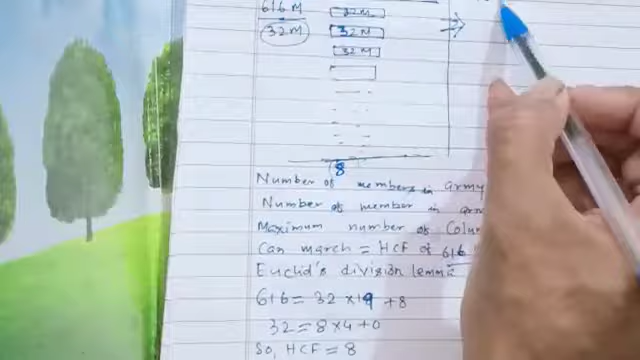 616 M
32 M
32 M
32 M
32 M
8
Number of members in army
Number of member in
Maximum number of Colu
Can march = HCF of 616
Euclid's division lemma
616 = 32 × 19 + 8
32 = 8 × 4 + 0
So, HCF = 8